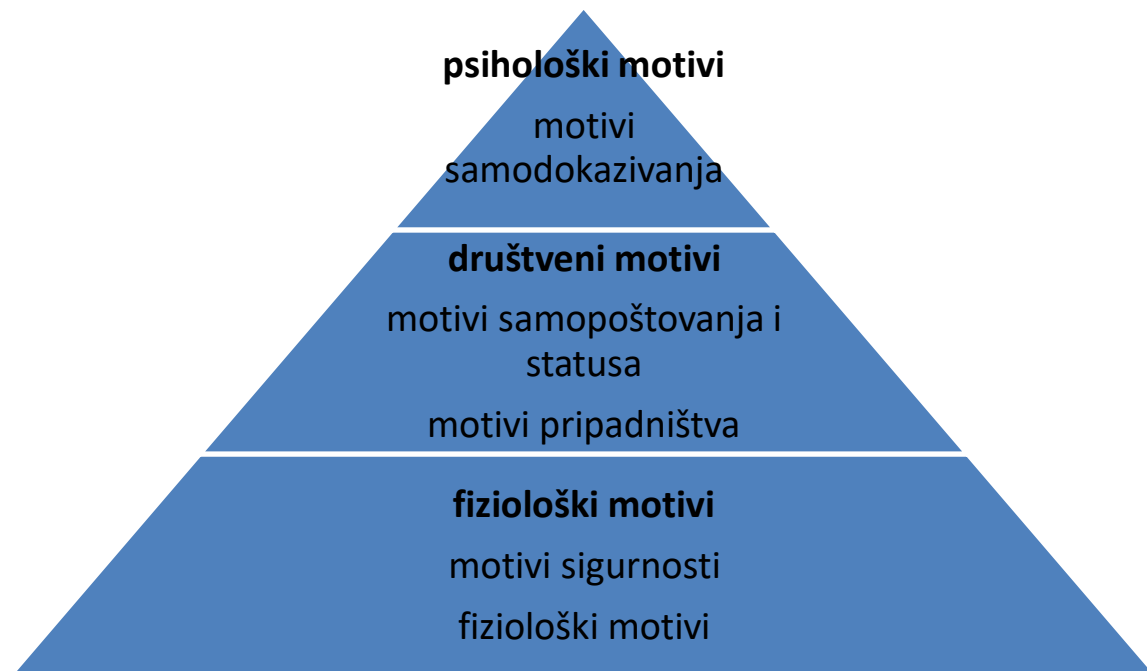 psihološki motivi
motivi
samodokazivanja
društveni motivi
motivi samopoštovanja i
statusa
motivi pripadništva
fiziološki motivi
motivi sigurnosti
fiziološki motivi